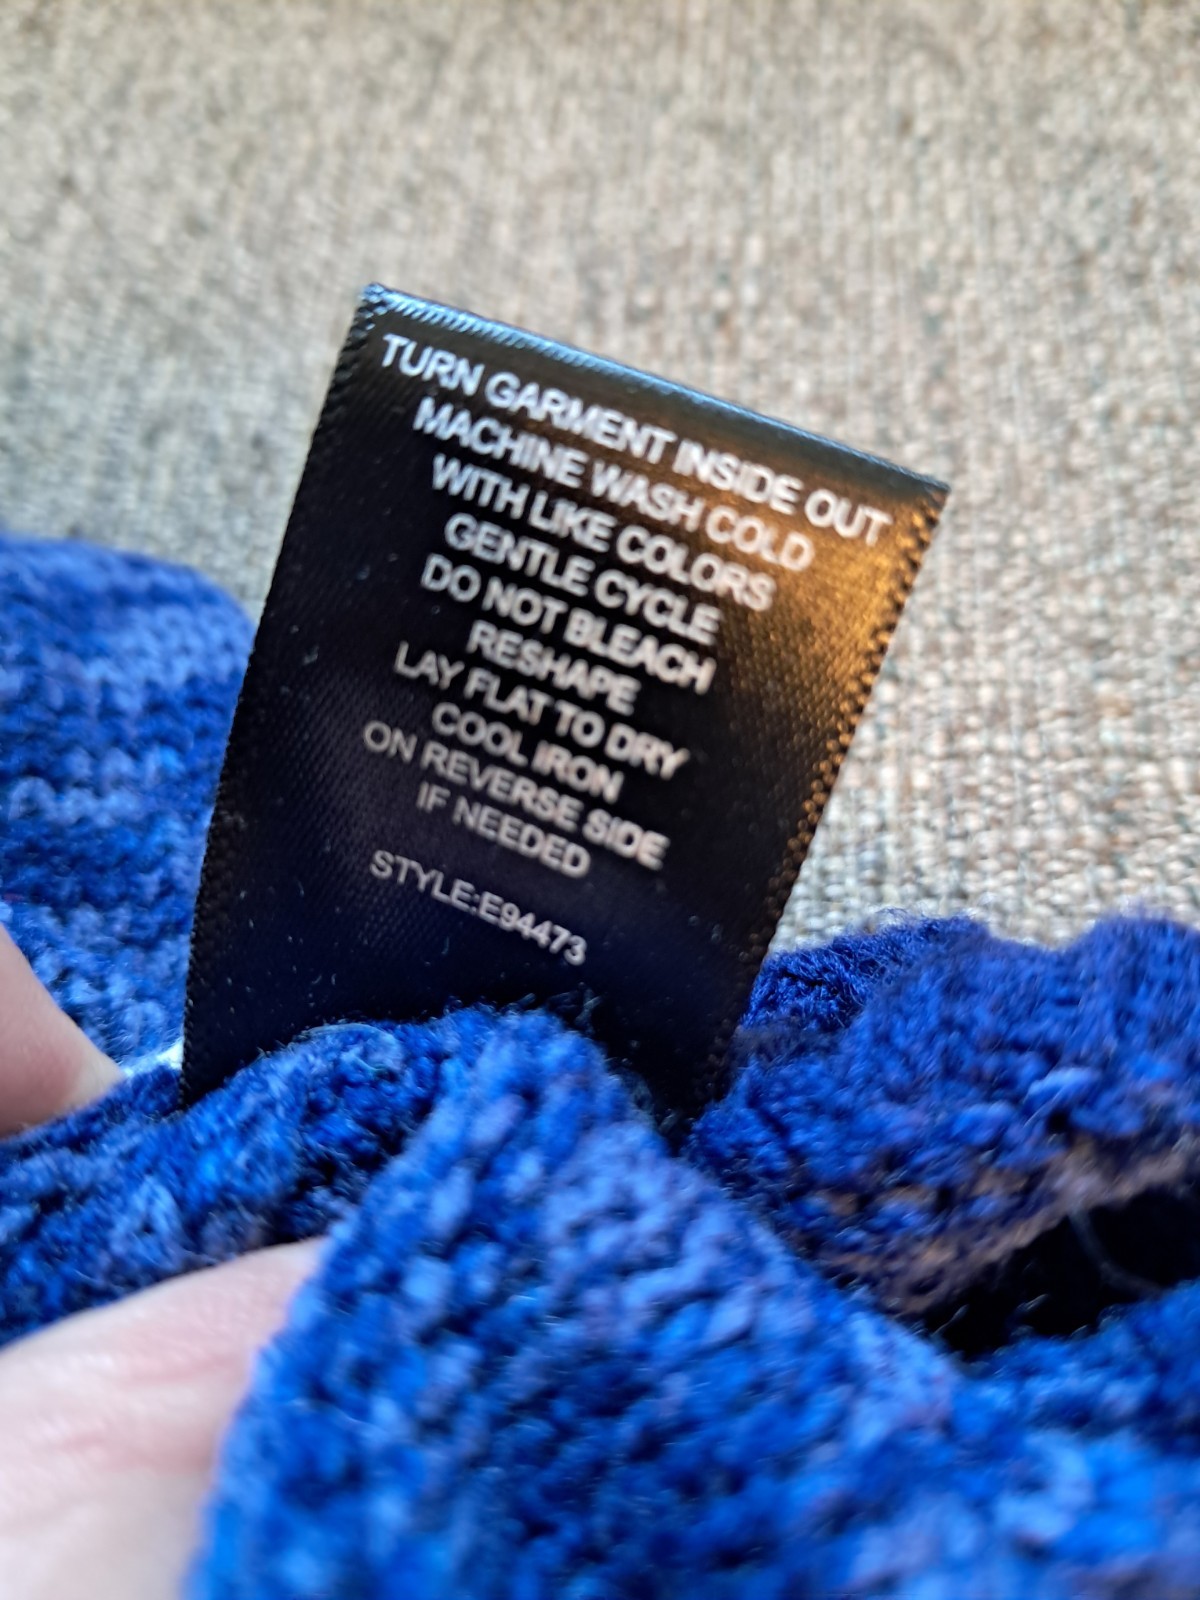 TURN GARMENT INSIDE OUT
MACHINE WASH COLD
WITH LIKE COLORS
GENTLE CYCLE
DO NOT BLEACH
RESHAPE
LAY FLAT TO DRY
COOL IRON
ON REVERSE SIDE
IF NEEDED
STYLE:E94473